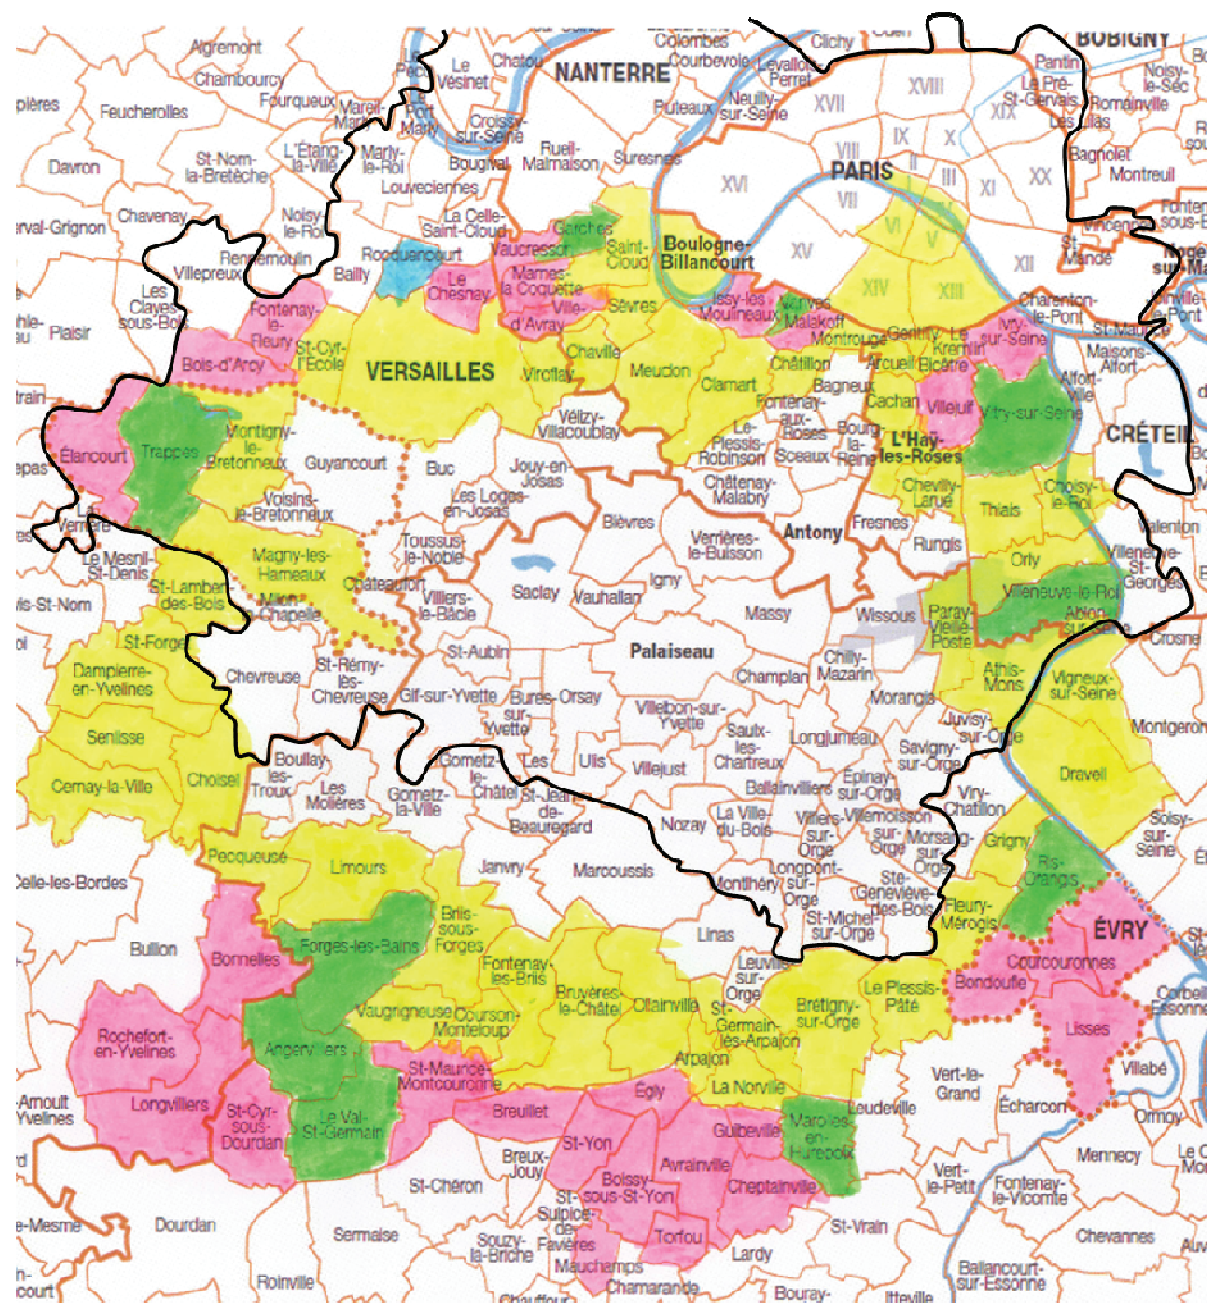 Colombes
Clichy
BOBIGNY
Aigremont
Le
Vésinet
Chatou
NANTERRE
Courbevoie
Levallois-
Perret
Pantin
Noisy-
le-Sec
Chambourcy
Fourqueux
Mareil-
Marly
Port
Marly
Croissy-
sur-Seine
Puteaux
Neuilly-
sur-Seine
XVII
XVIII
Le Pré-
St-Gervais
XIX
Romainville
Les Lilas
Feucherolles
St-Nom-
la-Bretèche
L'Étang-
la-Ville
Marly-
le-Roi
Bougival
Rueil-
Malmaison
Suresnes
VIII
IX
X
II
III
XI
XX
Bagnolet
Montreuil
Davron
Louveciennes
XVI
PARIS
VII
Chavenay
Noisy-
le-Roi
La Celle-
Saint-Cloud
Vaucresson
Garches
Saint-
Cloud
Boulogne-
Billancourt
XV
VI
IV
V
XII
St
Mandé
Vincennes
erval-Grignon
Rennemoulin
Villepreux
Bailly
Rocquencourt
Le
Chesnay
Marnes-
la Coquette
Ville-
d'Avray
Sèvres
Issy-les
Moulineaux
Vanves
Malakoff
Montrouge
XIV
XIII
Charenton-
le-Pont
Les
Clayes-
sous-Bois
Plaisir
Fontenay-
le-
Fleury
St-Cyr-
l'École
Bois-d'Arcy
VERSAILLES
Viroflay
Chaville
Meudon
Clamart
Châtillon
Bagneux
Gentilly
Le
Kremlin
Bicêtre
Ivry-
sur-Seine
Arcueil
Cachan
Villejuif
Vitry-sur-Seine
Alfort-
Ville
Maisons-
Alfort
CRÉTEIL
Élancourt
Trappes
Montigny-
le-
Bretonneux
Guyancourt
Vélizy-
Villacoublay
Fontenay-
aux-
Roses
Le-
Plessis-
Robinson
Sceaux
Bourg-
la-
Reine
L'Haÿ-
les-Roses
Buc
Jouy-en-
Josas
Les Loges-
en-Josas
Châtenay-
Malabry
Chevilly-
Larue
Thiais
Choisy-
le-Roi
La
Verrière
Voisins-
le-Bretonneux
Bièvres
Verrières-
le-Buisson
Antony
Fresnes
Rungis
Valenton
Le Mesnil-
St-Denis
Magny-les-
Hameaux
Toussus-
le-Noble
Châteaufort
Saclay
Vauhallan
Igny
Orly
Villeneuve-
St-
Georges
St-Lambert-
des-Bois
Milon-
Chapelle
Villiers-
le-Bâcle
Massy
Wissous
Paray-
Vieille-
Poste
Villeneuve-le-Roi
Ablon-
sur-Seine
Crosne
is-St-Nom
St-Forget
St-Aubin
Palaiseau
Dampierre-
en-Yvelines
Chevreuse
St-Rémy-
lès-
Chevreuse
Gif-sur-Yvette
Bures-
sur-
Yvette
Orsay
Champlan
Chilly-
Mazarin
Morangis
Athis-
Mons
Vigneux-
sur-Seine
Montgeron
Senlisse
Villebon-sur-
Yvette
Saulx-
les-
Chartreux
Longjumeau
Juvisy-
sur-Orge
Savigny-
sur-Orge
Cernay-la-Ville
Choisel
Boullay-
les-
Troux
Les
Molières
Gometz-
la-Ville
Gometz-
le-
Châtel
Les
Ulis
Villejust
Ballainvilliers
Épinay-
sur-Orge
Viry-
Chatillon
Draveil
St-Jean-
de-
Beauregard
Nozay
La Ville-
du-Bois
Villiers-
sur-
Orge
Villemoisson-
sur-
Orge
Morsang-
sur-
Orge
Grigny
Ris-
Orangis
Soisy-
sur-
Seine
Pecqueuse
Limours
Janvry
Marcoussis
Montlhéry
Longpont-
sur-
Orge
Ste-
Geneviève-
des-Bois
Fleury-
Mérogis
Celle-les-Bordes
Bullion
Bonnelles
Forges-les-Bains
Briis-
sous-
Forges
Linas
St-Michel-
sur-Orge
ÉVRY
Courcouronnes
Bondoufle
Fontenay-
les-Briis
Bruyères-
le-Châtel
Ollainville
Leuville-
sur-
Orge
Brétigny-
sur-Orge
Le Plessis-
Pâté
Lisses
Rochefort-
en-Yvelines
Vaugrigneuse
Courson-
Monteloup
St-
Germain-
lès-Arpajon
Arpajon
Angervilliers
St-Maurice-
Montcouronne
La Norville
Vert-le-
Grand
Villabé
-Arnoult
Yvelines
Longvilliers
St-Cyr-
sous-
Dourdan
Le Val-
St-Germain
Breuillet
Égly
Guibeville
Marolles-
en-
Hurepoix
Leudeville
Écharcon
Ormoy
St-Yon
Avrainville
Cheptainville
Breux-
Jouy
St-Chéron
Boissy-
sous-St-Yon
St-
Sulpice-
de-
Favières
Vert-
le-Petit
Fontenay-
le-Vicomte
Mennecy
e-Mesme
Dourdan
Sermaise
Souzy-
la-Briche
Torfou
Lardy
St-Vrain
Chevannes
Mauchamps
Chamarande
Roinville
Bouray-
Itteville
Ballancourt-
sur-Essonne